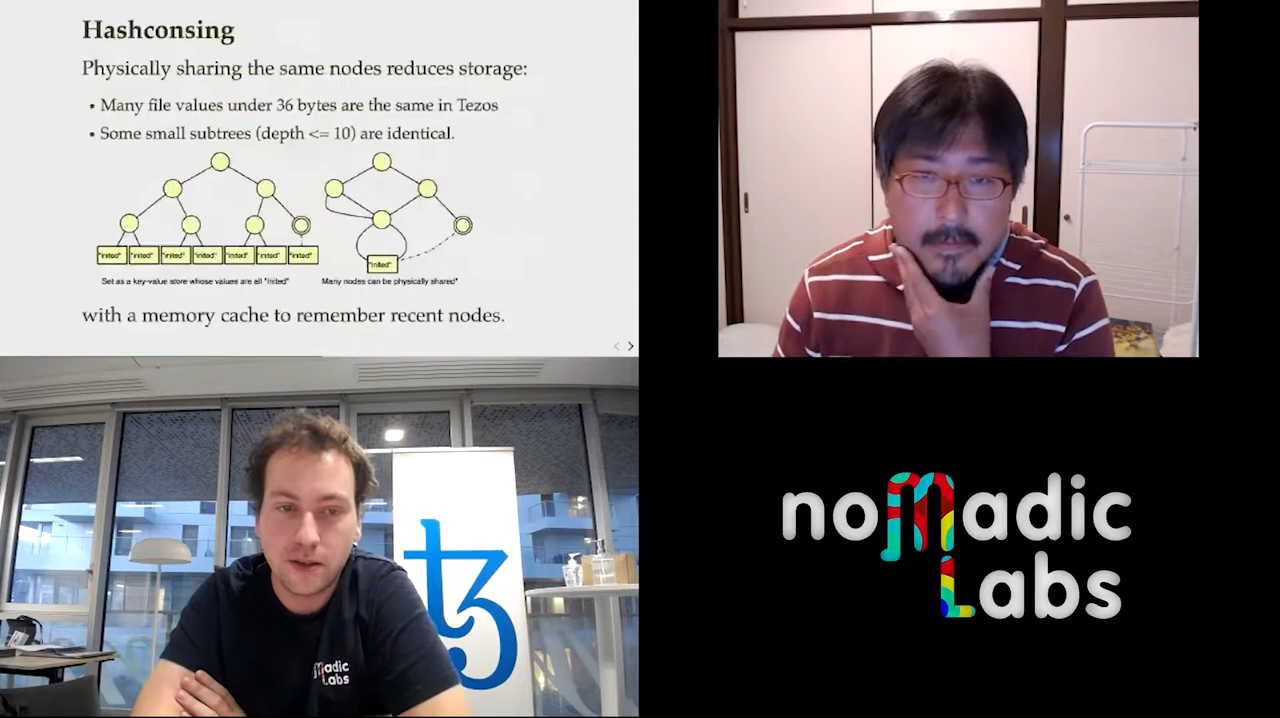 Hashconsing
Physically sharing the same nodes reduces storage:
• Many file values under 36 bytes are the same in Tezos
• Some small subtrees (depth <= 10) are identical.
"inited" "inited" "inited" "inited" "inited" "inited" "inited"
"inited"
Set as a key-value store whose values are all "inited"
Many nodes can be physically shared"
with a memory cache to remember recent nodes.
noMadic
Labs
Madic
Labs